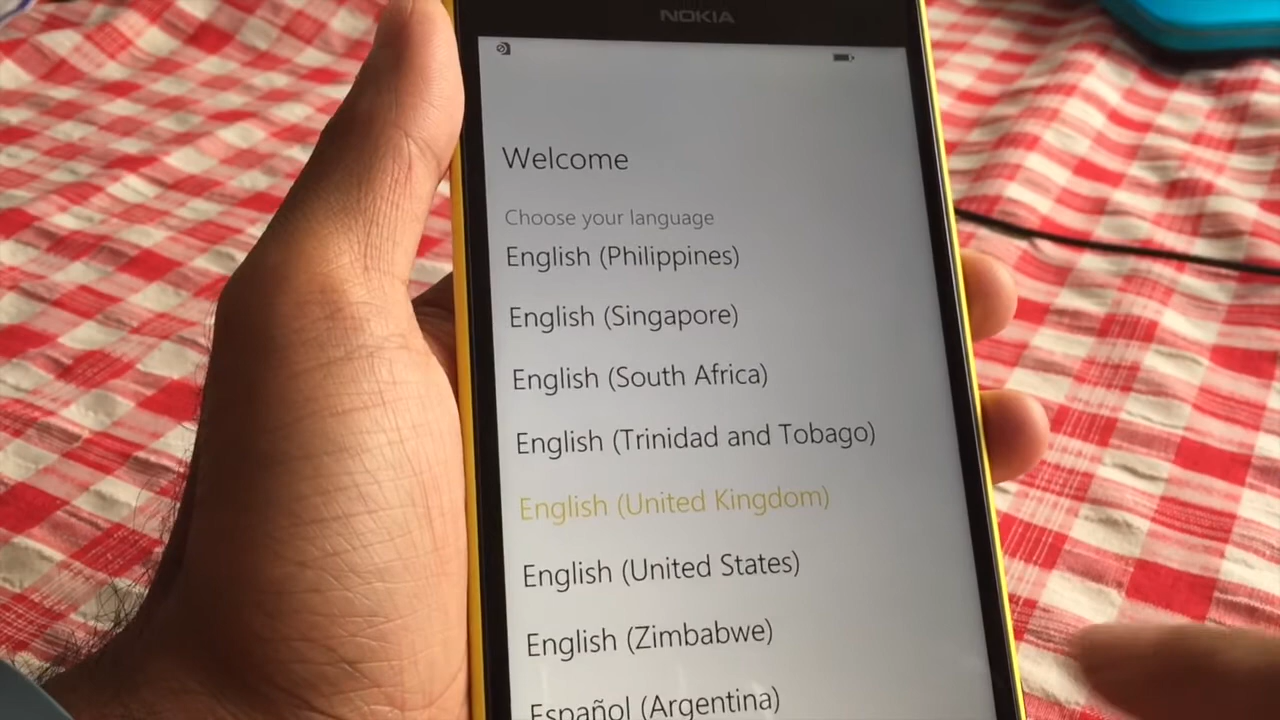 NOKIA
Welcome
Choose your language
English (Philippines)
English (Singapore)
English (South Africa)
English (Trinidad and Tobago)
English (United Kingdom)
English (United States)
English (Zimbabwe)
Español (Argentina)